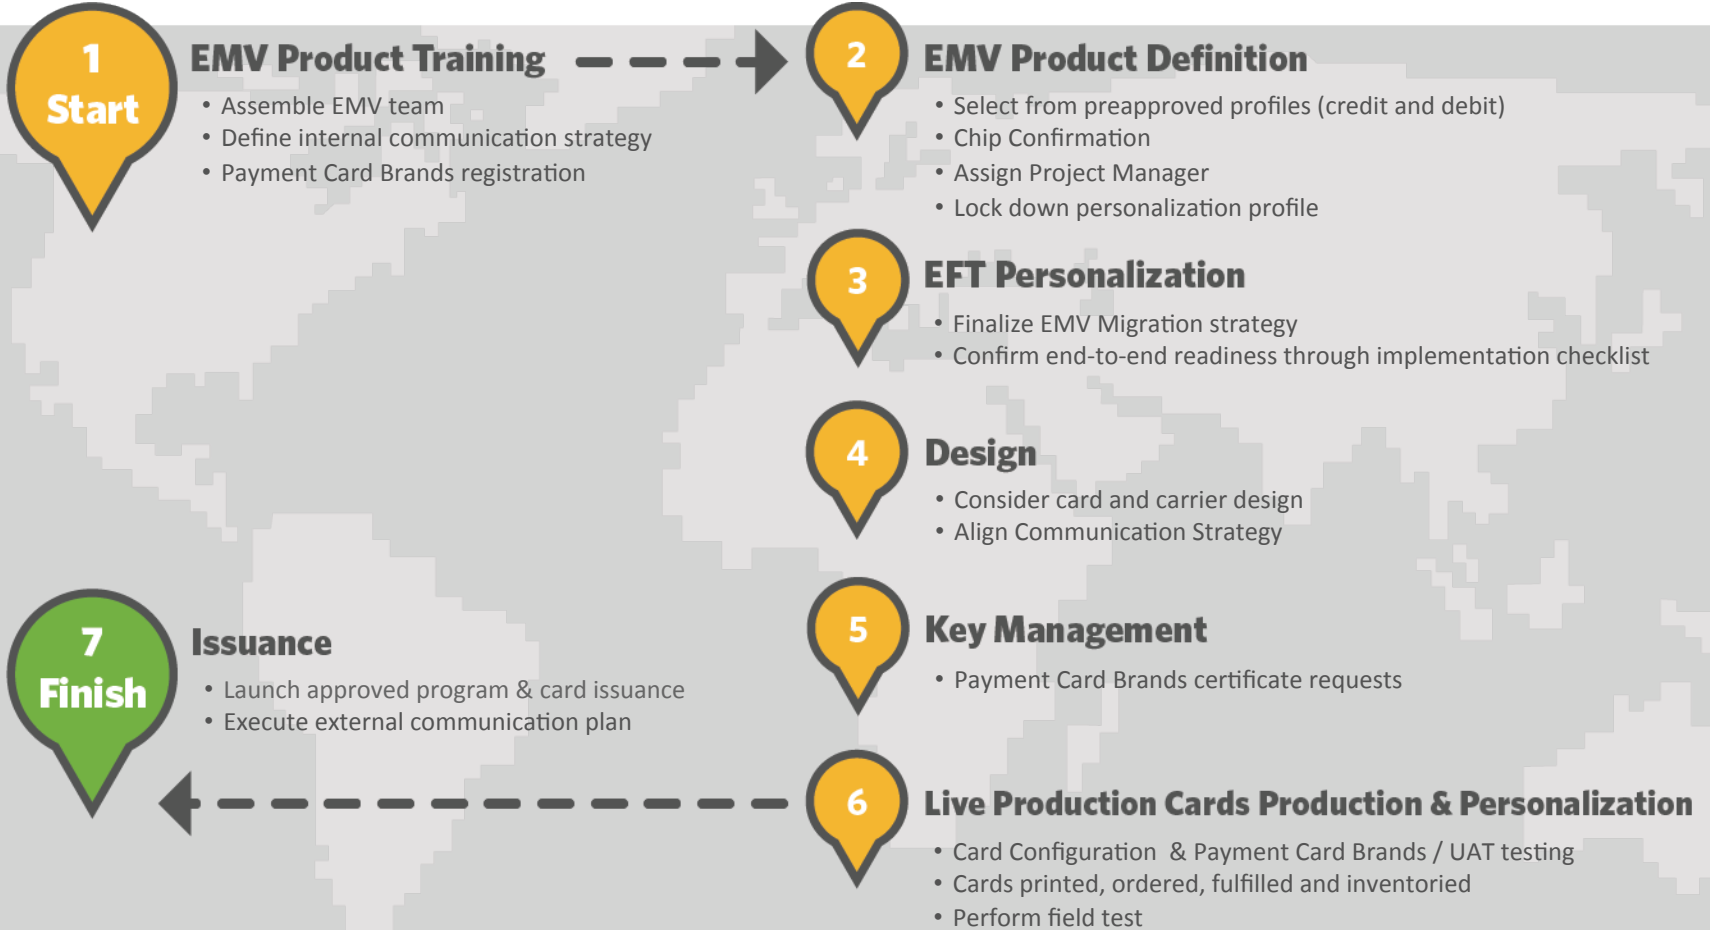 1
Start
EMV Product Training
• Assemble EMV team
• Define internal communication strategy
• Payment Card Brands registration
2
EMV Product Definition
• Select from preapproved profiles (credit and debit)
• Chip Confirmation
• Assign Project Manager
• Lock down personalization profile
3
EFT Personalization
• Finalize EMV Migration strategy
• Confirm end-to-end readiness through implementation checklist
4
Design
• Consider card and carrier design
• Align Communication Strategy
5
Key Management
• Payment Card Brands certificate requests
6
Live Production Cards Production & Personalization
• Card Configuration & Payment Card Brands / UAT testing
• Cards printed, ordered, fulfilled and inventoried
• Perform field test
7
Finish
Issuance
• Launch approved program & card issuance
• Execute external communication plan